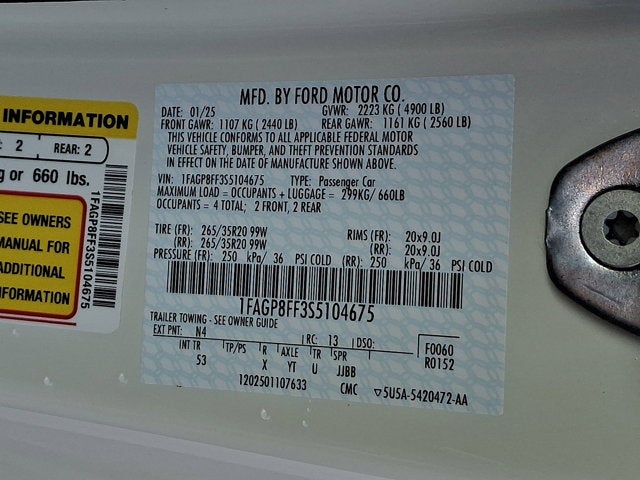 INFORMATION
: 2 REAR: 2
g or 660 lbs.
SEE OWNERS
MANUAL FOR
ADDITIONAL
INFORMATION
1FAGP8FF3S5104675
MFD. BY FORD MOTOR CO.
DATE: 01/25 GVWR: 2223 KG ( 4900 LB)
FRONT GAWR: 1107 KG ( 2440 LB) REAR GAWR: 1161 KG ( 2560 LB)
THIS VEHICLE CONFORMS TO ALL APPLICABLE FEDERAL MOTOR
VEHICLE SAFETY, BUMPER, AND THEFT PREVENTION STANDARDS
IN EFFECT ON THE DATE OF MANUFACTURE SHOWN ABOVE.
VIN: 1FAGP8FF3S5104675 TYPE: Passenger Car
MAXIMUM LOAD = OCCUPANTS + LUGGAGE = 299KG/ 660LB
OCCUPANTS = 4 TOTAL; 2 FRONT, 2 REAR
TIRE (FR): 265/35R20 99W RIMS (FR): 20x9.0J
(RR): 265/35R20 99W (RR): 20x9.0J
PRESSURE (FR): 250 kPa/ 36 PSI COLD (RR): 250 kPa/ 36 PSI COLD
1FAGP8FF3S5104675
TRAILER TOWING - SEE OWNER GUIDE
EXT PNT: N4 RC: 13 DSO: F0060
INT TR TP/PS R AXLE TR SPR R0152
53 X YT U JJBB
1202501107633 CMC ▽5U5A-5420472-AA